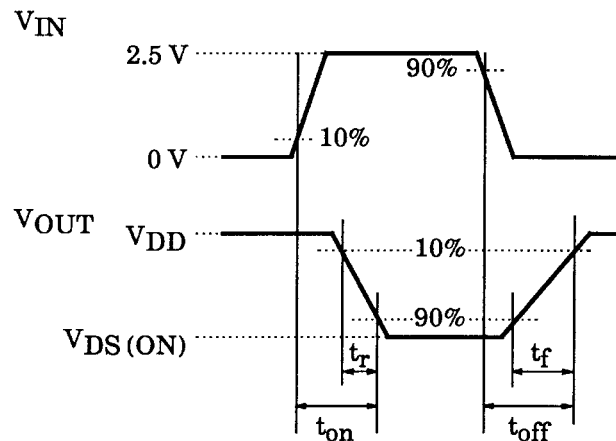 VIN
2.5 V
90%
10%
0 V
VOUT
VDD
10%
90%
VDS (ON)
tr
tf
ton
toff